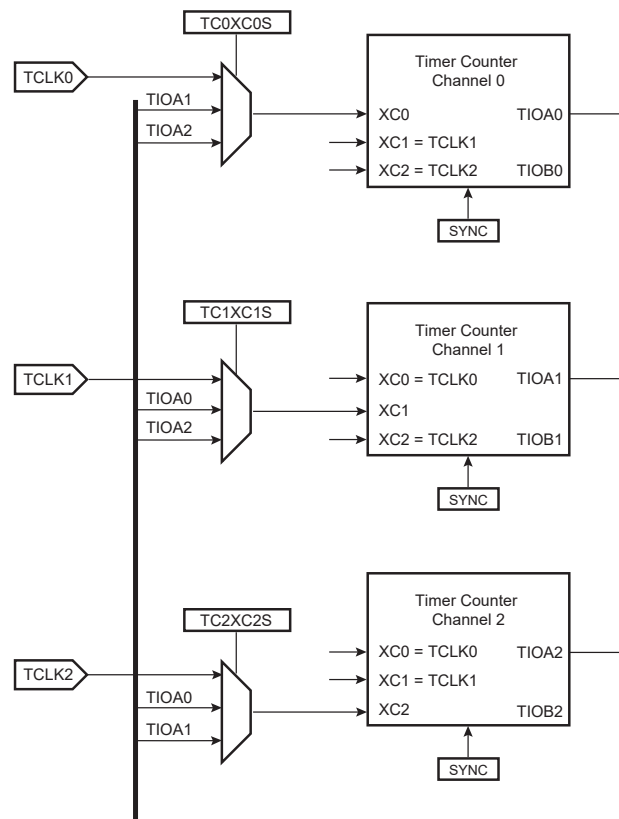 TC0XC0S
TCLK0
TIOA1
TIOA2
Timer Counter
Channel 0
XC0
TIOA0
XC1 = TCLK1
XC2 = TCLK2
TIOB0
SYNC
TC1XC1S
TCLK1
TIOA0
TIOA2
Timer Counter
Channel 1
XC0 = TCLK0
TIOA1
XC1
XC2 = TCLK2
TIOB1
SYNC
TC2XC2S
TCLK2
TIOA0
TIOA1
Timer Counter
Channel 2
XC0 = TCLK0
TIOA2
XC1 = TCLK1
XC2
TIOB2
SYNC